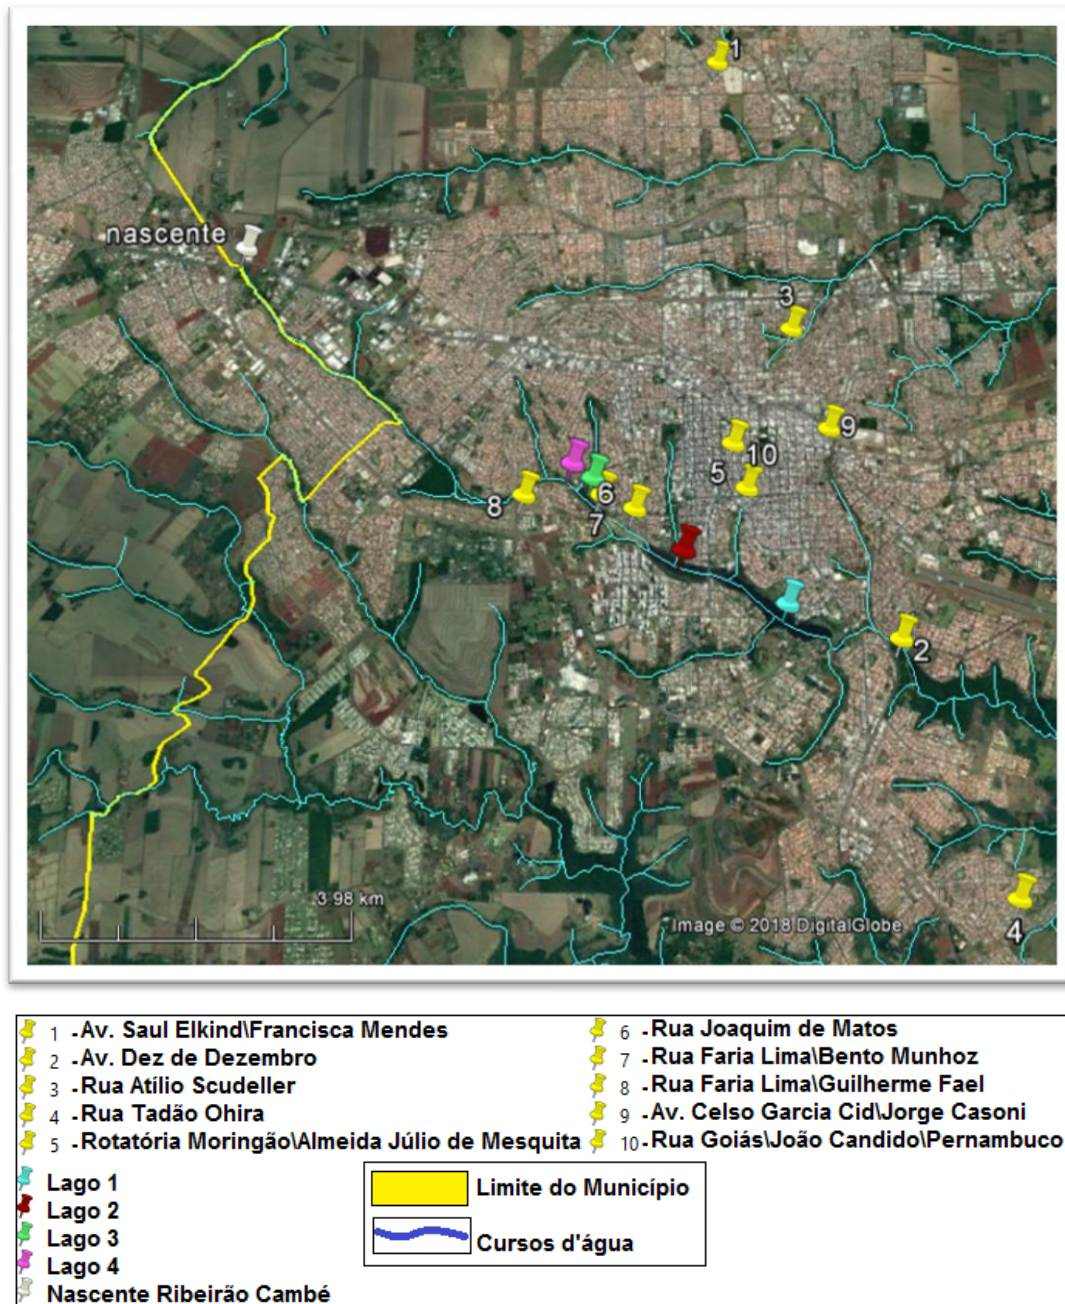 1
nascente
3
9
10
5
8
6
7
2
3.98 km
Image © 2018 DigitalGlobe
4
1 - Av. Saul Elkind\Francisca Mendes
2 - Av. Dez de Dezembro
3 - Rua Atílio Scudeller
4 - Rua Tadão Ohira
5 - Rotatória Moringão\Almeida Júlio de Mesquita
6 - Rua Joaquim de Matos
7 - Rua Faria Lima\Bento Munhoz
8 - Rua Faria Lima\Guilherme Fael
9 - Av. Celso Garcia Cid\Jorge Casoni
10 - Rua Goiás\João Candido\Pernambuco
Lago 1
Lago 2
Lago 3
Lago 4
Nascente Ribeirão Cambé
Limite do Município
Cursos d'água